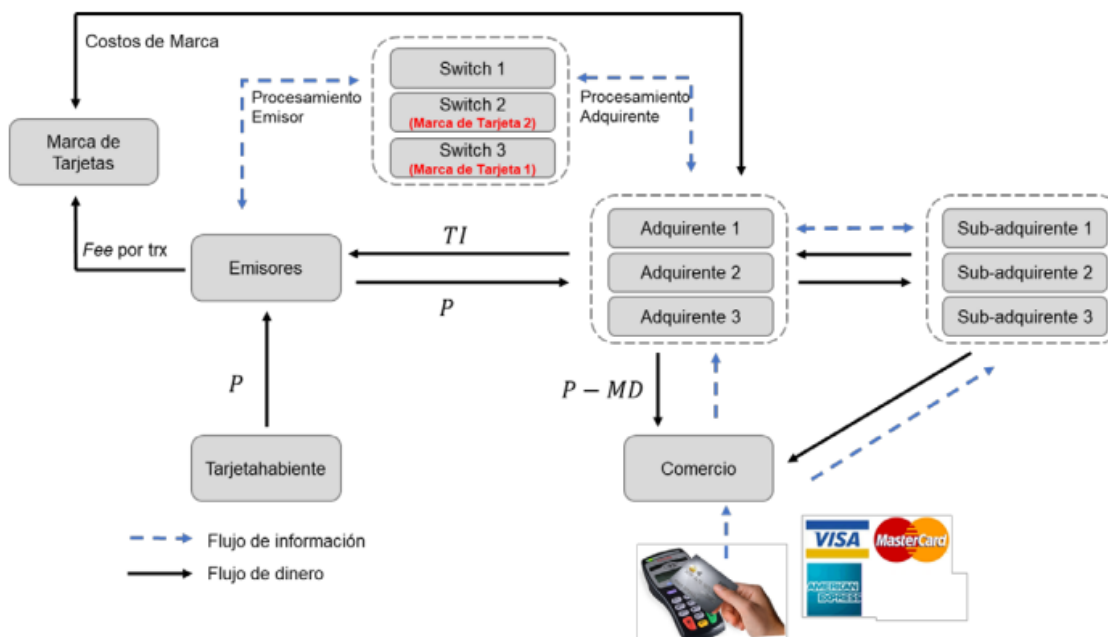 Costos de Marca
Switch 1
Procesamiento
Emisor
Switch 2
(Marca de Tarjeta 2)
Procesamiento
Adquirente
Marca de
Tarjetas
Switch 3
(Marca de Tarjeta 1)
Fee por trx
Emisores
TI
P
Adquirente 1
Adquirente 2
Adquirente 3
Sub-adquirente 1
Sub-adquirente 2
Sub-adquirente 3
P
P − MD
Tarjetahabiente
Comercio
Flujo de información
Flujo de dinero
VISA
MasterCard
AMERICAN
EXPRESS